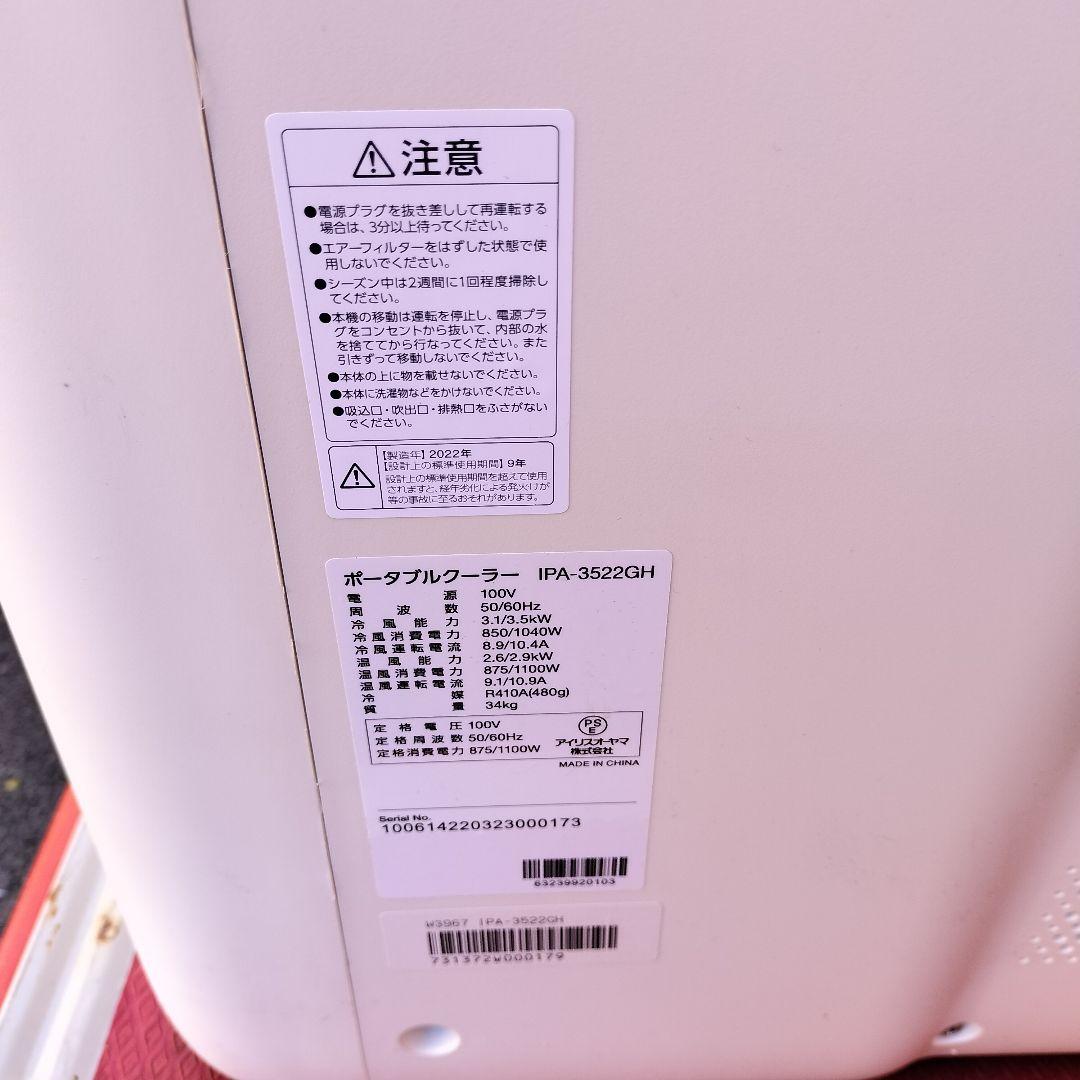 注意
●電源プラグを抜き差しして再運転する
場合は、3分以上待ってください。
●エアーフィルターをはずした状態で使
用しないでください。
●シーズン中は2週間に1回程度掃除し
てください。
●本機の移動は運転を停止し、電源プラ
グをコンセントから抜いて、内部の水
を捨ててから行なってください。また
引きずって移動しないでください。
●本体の上に物を載せないでください。
●本体に洗濯物などをかけないでください。
●吸込口・吹出口・排熱口をふさがない
でください。
【製造年】2022年
【設計上の標準使用期間】9年
設計上の標準使用期間を超えて使用
されますと、経年劣化による発火けが
等の事故に至るおそれがあります。
ポータブルクーラー IPA-3522GH
電源 100V
周波数 50/60Hz
冷風能力 3.1/3.5kW
冷風消費電力 850/1040W
冷風運転電流 8.9/10.4A
温風能力 2.6/2.9kW
温風消費電力 875/1100W
温風運転電流 9.1/10.9A
冷媒 R410A(480g)
質量 34kg
定格電圧 100V
定格周波数 50/60Hz
定格消費電力 875/1100W
PS
E
アイリスオーヤマ
株式会社
MADE IN CHINA
Serial No.
100614220323000173
63239920103
W3967 IPA-3522GH
731372W000179